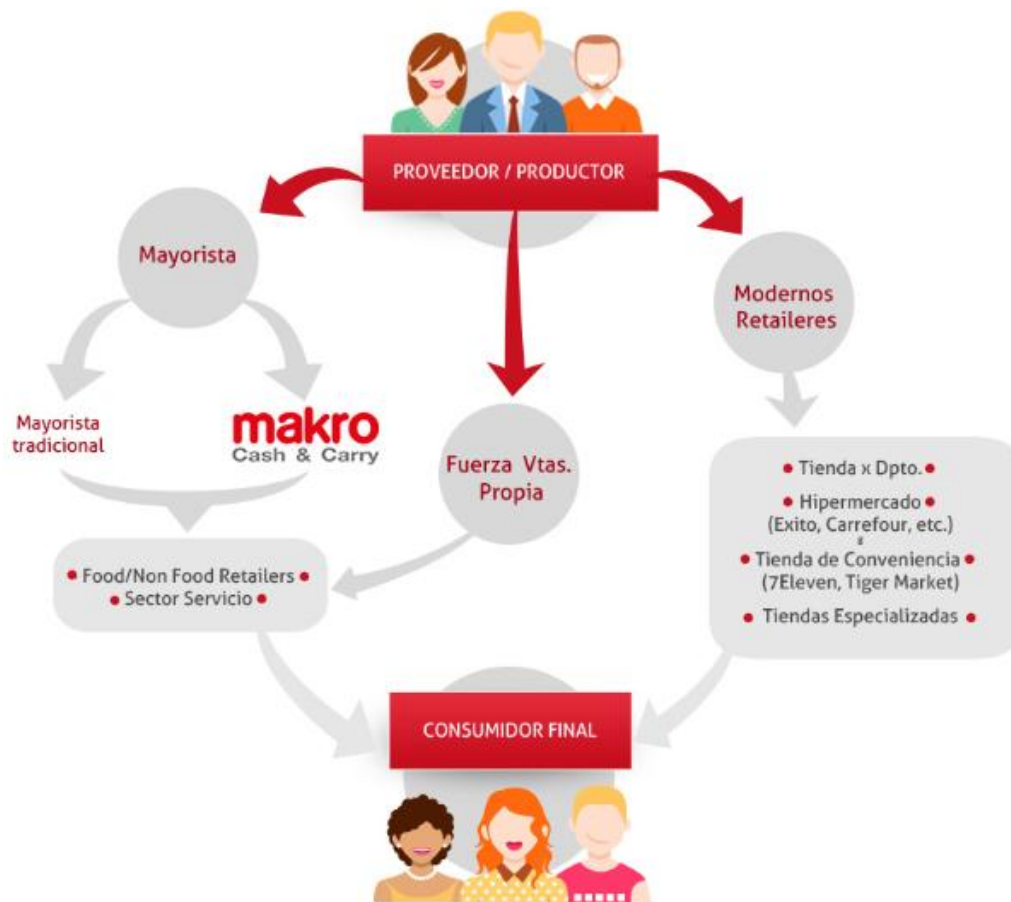 PROVEEDOR / PRODUCTOR
Mayorista
Modernos
Retaileres
Mayorista
tradicional
makro
Cash & Carry
Fuerza Vtas.
Propia
• Food/Non Food Retailers •
• Sector Servicio •
• Tienda x Dpto. •
• Hipermercado •
(Exito, Carrefour, etc.)
• Tienda de Conveniencia •
(7Eleven, Tiger Market)
• Tiendas Especializadas •
CONSUMIDOR FINAL